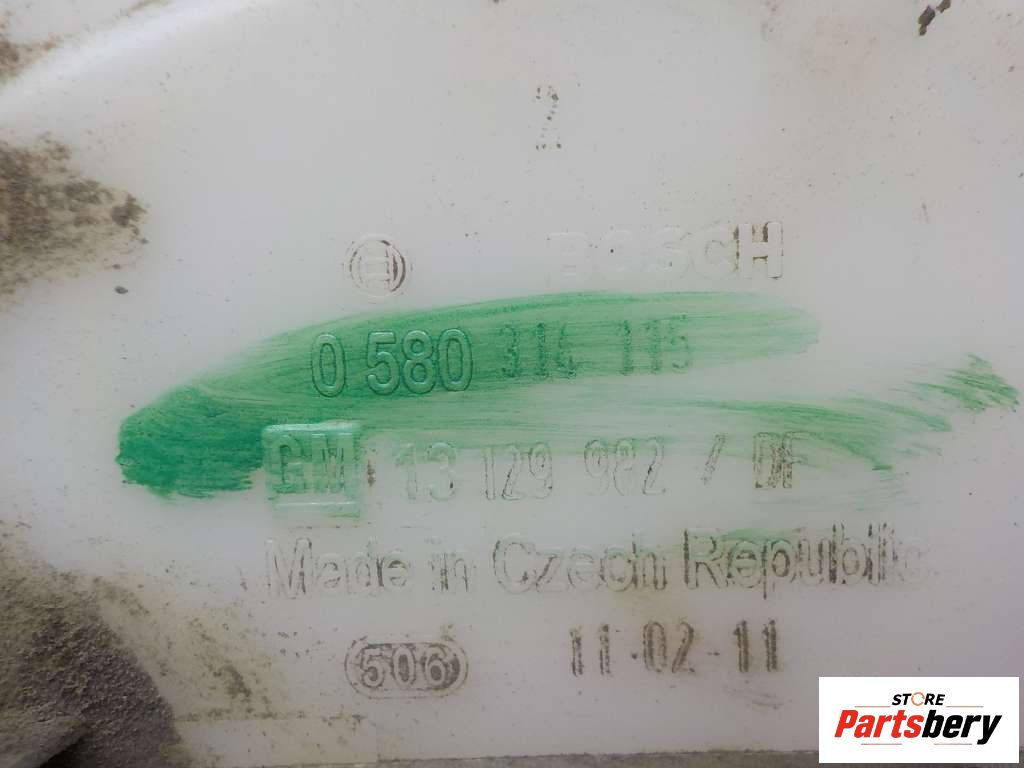 2
BOSCH
0 580 314 115
GM 13 129 982 / DF
Made in Czech Republic
506 11-02-11
STORE
Partsbery